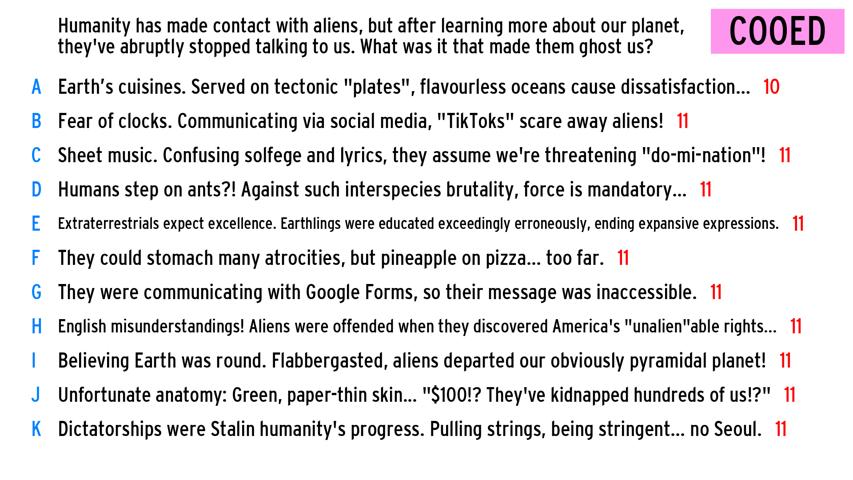 Humanity has made contact with aliens, but after learning more about our planet,
they've abruptly stopped talking to us. What was it that made them ghost us?
COOED
A Earth’s cuisines. Served on tectonic "plates", flavourless oceans cause dissatisfaction... 10
B Fear of clocks. Communicating via social media, "TikToks" scare away aliens! 11
C Sheet music. Confusing solfege and lyrics, they assume we're threatening "do-mi-nation"! 11
D Humans step on ants?! Against such interspecies brutality, force is mandatory... 11
E Extraterrestrials expect excellence. Earthlings were educated exceedingly erroneously, ending expansive expressions. 11
F They could stomach many atrocities, but pineapple on pizza... too far. 11
G They were communicating with Google Forms, so their message was inaccessible. 11
H English misunderstandings! Aliens were offended when they discovered America's "unalien"able rights... 11
I Believing Earth was round. Flabbergasted, aliens departed our obviously pyramidal planet! 11
J Unfortunate anatomy: Green, paper-thin skin... "$100!? They've kidnapped hundreds of us!?" 11
K Dictatorships were Stalin humanity's progress. Pulling strings, being stringent... no Seoul. 11